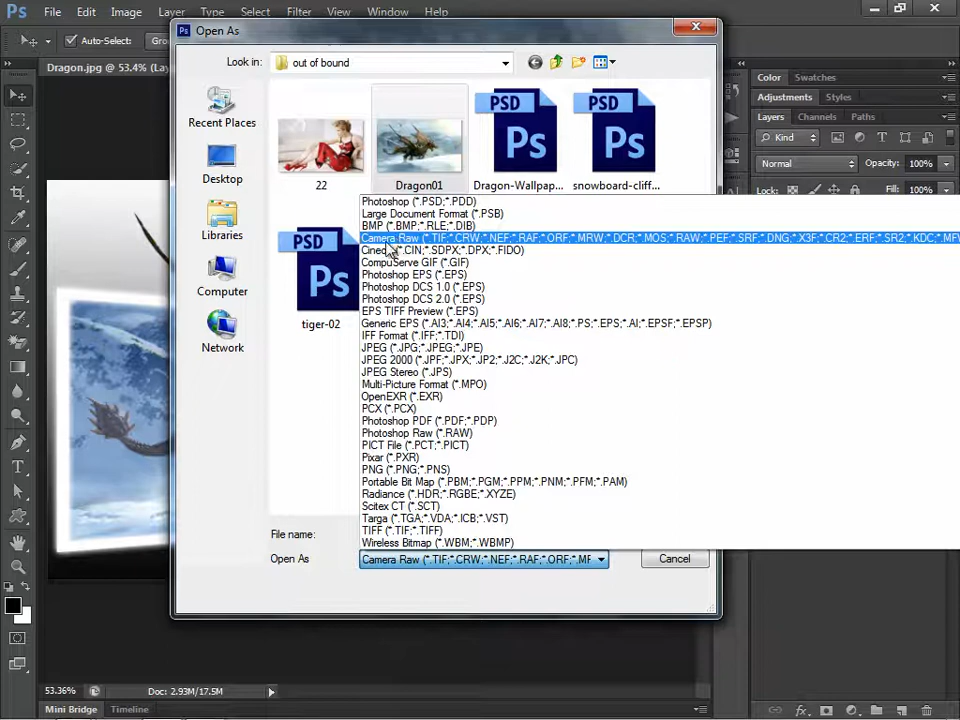 Ps File Edit Image Layer Type Select Filter View Window Help
Auto-Select: Gro
Open As
Look in: out of bound
Dragon.jpg @ 53.4% (La
Recent Places
Desktop
Libraries
Computer
Network
PSD
Ps
PSD
Ps
22
Dragon01
Dragon-Wallpap...
snowboard-cliff...
PSD
Ps
tiger-02
Photoshop (*.PSD;*.PDD)
Large Document Format (*.PSB)
BMP (*.BMP;*.RLE;*.DIB)
Camera Raw (*.TIF;*.CRW;*.NEF;*.RAF;*.ORF;*.MRW;*.DCR;*.MOS;*.RAW;*.PEF;*.SRF;*.DNG;*.X3F;*.CR2;*.ERF;*.SR2;*.KDC;*.MFW
(*.CIN;*.SDPX;*.DPX;*.FIDO)
CompuServe GIF (*.GIF)
Photoshop EPS (*.EPS)
Photoshop DCS 1.0 (*.EPS)
Photoshop DCS 2.0 (*.EPS)
EPS TIFF Preview (*.EPS)
Generic EPS (*.AI3;*.AI4;*.AI5;*.AI6;*.AI7;*.AI8;*.PS;*.EPS;*.AI;*.EPSF;*.EPSP)
IFF Format (*.IFF;*.TDI)
JPEG (*.JPG;*.JPEG;*.JPE)
JPEG 2000 (*.JPF;*.JPX;*.JP2;*.J2C;*.J2K;*.JPC)
JPEG Stereo (*.JPS)
Multi-Picture Format (*.MPO)
OpenEXR (*.EXR)
PCX (*.PCX)
Photoshop PDF (*.PDF;*.PDP)
Photoshop Raw (*.RAW)
PICT File (*.PCT;*.PICT)
Pixar (*.PXR)
PNG (*.PNG;*.PNS)
Portable Bit Map (*.PBM;*.PGM;*.PPM;*.PNM;*.PFM;*.PAM)
Radiance (*.HDR;*.RGBE;*.XYZE)
Scitex CT (*.SCT)
Targa (*.TGA;*.VDA;*.ICB;*.VST)
TIFF (*.TIF;*.TIFF)
Wireless Bitmap (*.WBM;*.WBMP)
File name:
Open As Camera Raw (*.TIF;*.CRW;*.NEF;*.RAF;*.ORF;*.MF
Cancel
Color Swatches
Adjustments Styles
Layers Channels Paths
Kind
Normal Opacity: 100%
Lock: Fill: 100%
53.36% Doc: 2.93M/17.5M
Mini Bridge Timeline